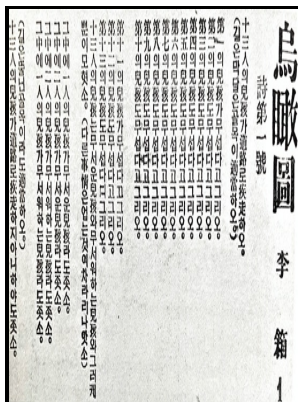 烏瞰圖
李箱
1
詩第一號
十三人의兒孩가道路로疾走하오。
(길은막달은골목이適當하오。)
第一의兒孩가무섭다고그리오。
第二의兒孩도무섭다고그리오。
第三의兒孩도무섭다고그리오。
第四의兒孩도무섭다고그리오。
第五의兒孩도무섭다고그리오。
第六의兒孩도무섭다고그리오。
第七의兒孩도무섭다고그리오。
第八의兒孩도무섭다고그리오。
第九의兒孩도무섭다고그리오。
第十의兒孩도무섭다고그리오。
第十一의兒孩가무섭다고그리오。
第十二의兒孩도무섭다고그리오。
第十三의兒孩도무섭다고그리오。
十三人의兒孩는무서운兒孩와무서워하는兒孩와그러케
뿐이모혓소。(다른事情은업는것이차라리나앗소)
그中에一人의兒孩가무서운兒孩라도좃소。
그中에二人의兒孩가무서운兒孩라도좃소。
그中에二人의兒孩가무서워하는兒孩라도좃소。
그中에一人의兒孩가무서워하는兒孩라도좃소。
(길은뚤닌골목이라도適當하오。)
十三人의兒孩가道路로疾走하지아니하야도좃소。